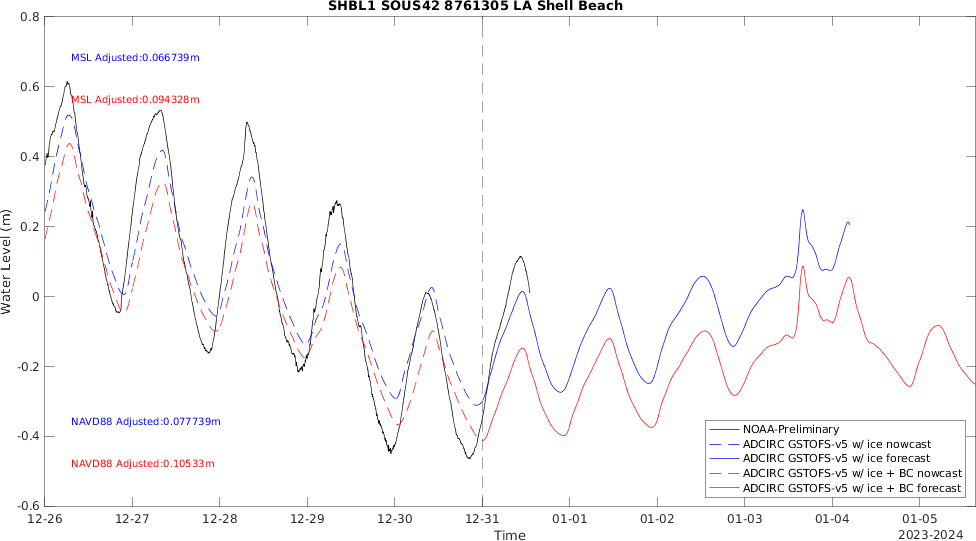 SHBL1 SOUS42 8761305 LA Shell Beach
0.8
0.6
0.4
0.2
0
-0.2
-0.4
-0.6
Water Level (m)
MSL Adjusted:0.066739m
MSL Adjusted:0.094328m
NAVD88 Adjusted:0.077739m
NAVD88 Adjusted:0.10533m
NOAA-Preliminary
ADCIRC GSTOFS-v5 w/ ice nowcast
ADCIRC GSTOFS-v5 w/ ice forecast
ADCIRC GSTOFS-v5 w/ ice + BC nowcast
ADCIRC GSTOFS-v5 w/ ice + BC forecast
12-26 12-27 12-28 12-29 12-30 12-31 01-01 01-02 01-03 01-04 01-05
Time
2023-2024